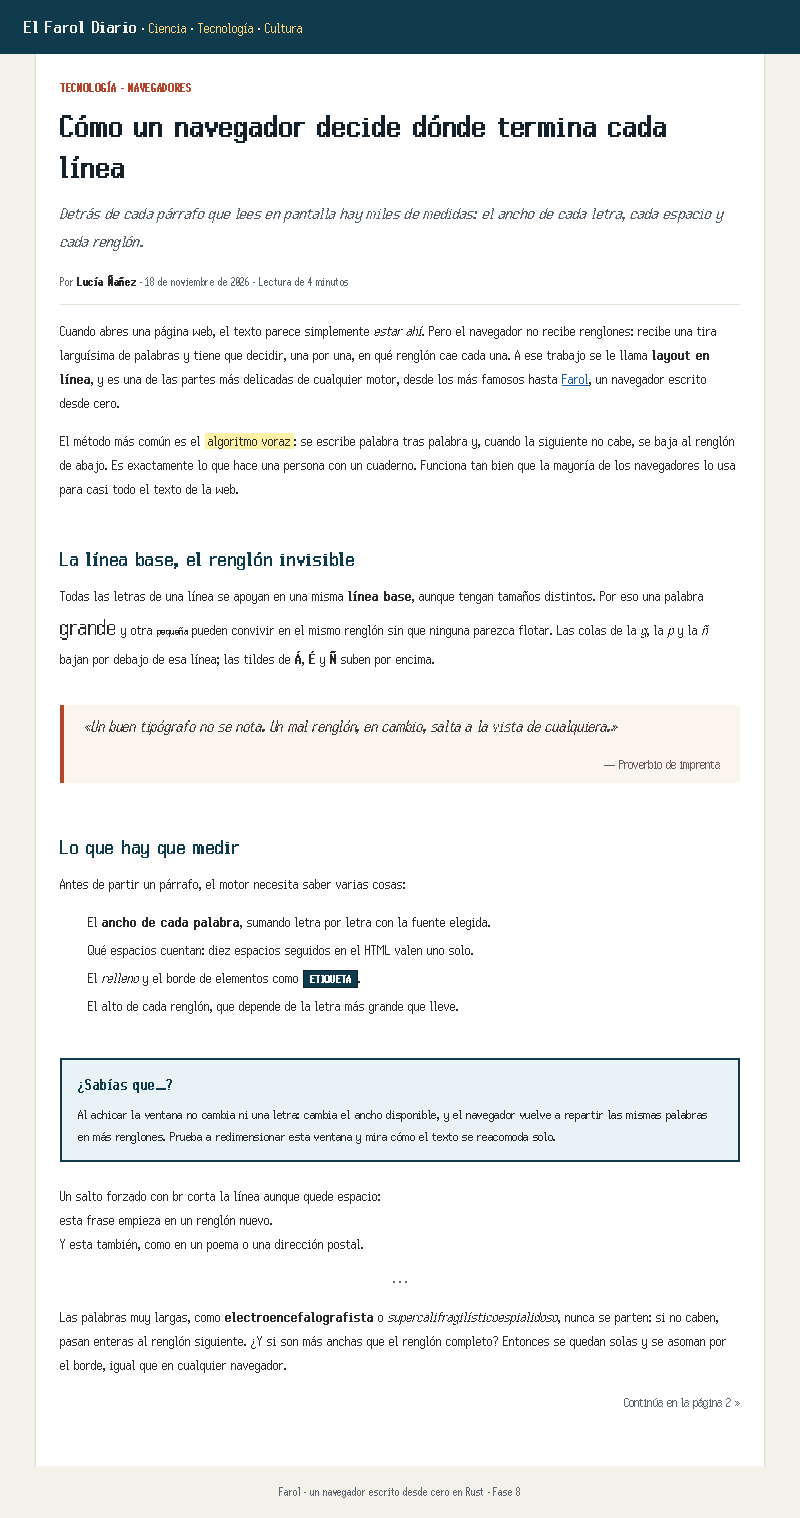 El Farol Diario · Ciencia · Tecnología · Cultura
TECNOLOGÍA · NAVEGADORES
Cómo un navegador decide dónde termina cada
línea
Detrás de cada párrafo que lees en pantalla hay miles de medidas: el ancho de cada letra, cada espacio y
cada renglón.
Por Lucía Ñáñez · 18 de noviembre de 2026 · Lectura de 4 minutos
Cuando abres una página web, el texto parece simplemente estar ahí. Pero el navegador no recibe renglones: recibe una tira
larguísima de palabras y tiene que decidir, una por una, en qué renglón cae cada una. A ese trabajo se le llama layout en
línea, y es una de las partes más delicadas de cualquier motor, desde los más famosos hasta Farol, un navegador escrito
desde cero.
El método más común es el algoritmo voraz: se escribe palabra tras palabra y, cuando la siguiente no cabe, se baja al renglón
de abajo. Es exactamente lo que hace una persona con un cuaderno. Funciona tan bien que la mayoría de los navegadores lo usa
para casi todo el texto de la web.
La línea base, el renglón invisible
Todas las letras de una línea se apoyan en una misma línea base, aunque tengan tamaños distintos. Por eso una palabra
grande y otra pequeña pueden convivir en el mismo renglón sin que ninguna parezca flotar. Las colas de la g, la p y la ñ
bajan por debajo de esa línea; las tildes de Á, É y Ñ suben por encima.
«Un buen tipógrafo no se nota. Un mal renglón, en cambio, salta a la vista de cualquiera.»
— Proverbio de imprenta
Lo que hay que medir
Antes de partir un párrafo, el motor necesita saber varias cosas:
El ancho de cada palabra, sumando letra por letra con la fuente elegida.
Qué espacios cuentan: diez espacios seguidos en el HTML valen uno solo.
El relleno y el borde de elementos como ETIQUETA.
El alto de cada renglón, que depende de la letra más grande que lleve.
¿Sabías que…?
Al achicar la ventana no cambia ni una letra: cambia el ancho disponible, y el navegador vuelve a repartir las mismas palabras
en más renglones. Prueba a redimensionar esta ventana y mira cómo el texto se reacomoda solo.
Un salto forzado con br corta la línea aunque quede espacio:
esta frase empieza en un renglón nuevo.
Y esta también, como en un poema o una dirección postal.
· · ·
Las palabras muy largas, como electroencefalografista o supercalifragilísticoespialidoso, nunca se parten: si no caben,
pasan enteras al renglón siguiente. ¿Y si son más anchas que el renglón completo? Entonces se quedan solas y se asoman por
el borde, igual que en cualquier navegador.
Continúa en la página 2 »
Farol · un navegador escrito desde cero en Rust · Fase 8